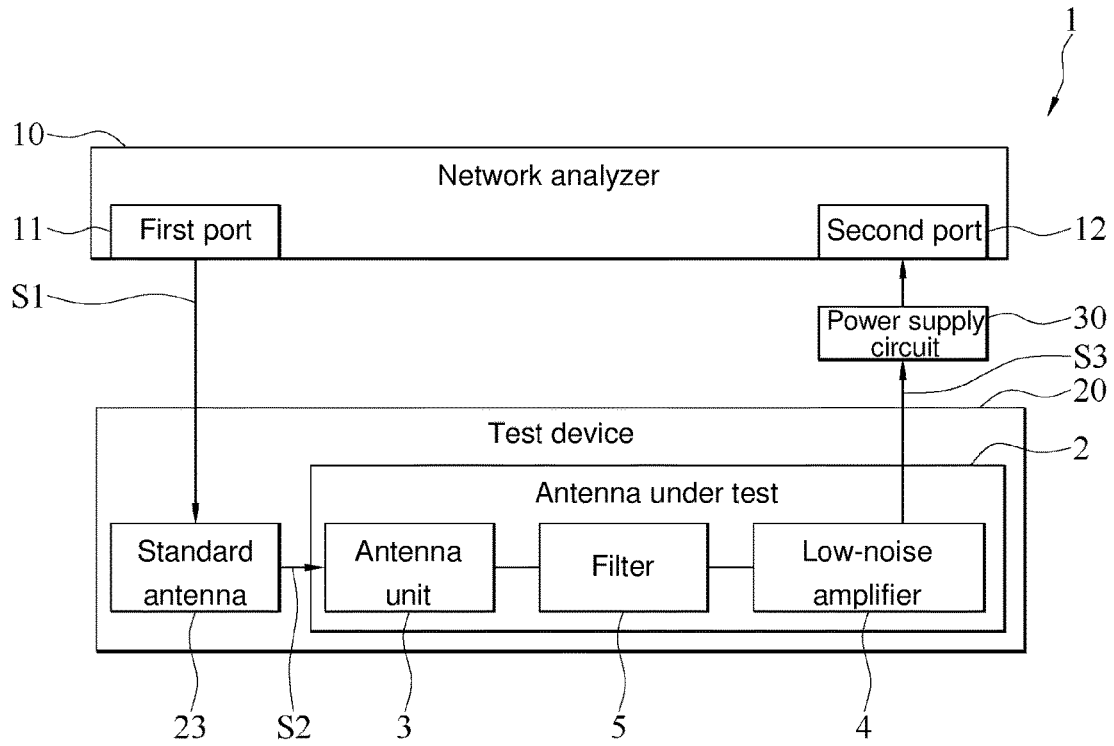 1
10
Network analyzer
11
First port
Second port
12
S1
Power supply
circuit
30
S3
20
Test device
2
Antenna under test
Standard
antenna
Antenna
unit
Filter
Low-noise
amplifier
23
S2
3
5
4